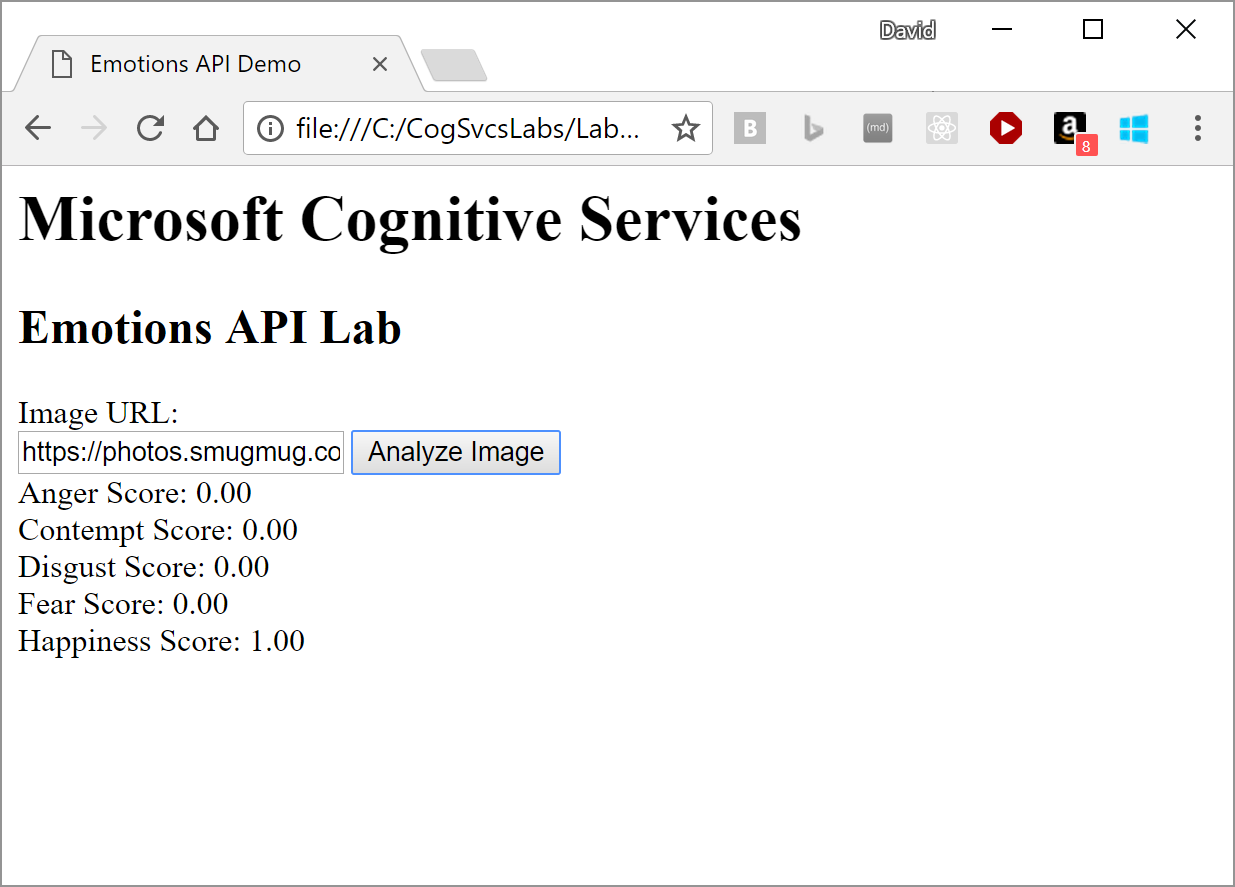 David
Emotions API Demo
file:///C:/CogSvcsLabs/Lab...
B
(md)
a
8
Microsoft Cognitive Services
Emotions API Lab
Image URL:
https://photos.smugmug.co
Analyze Image
Anger Score: 0.00
Contempt Score: 0.00
Disgust Score: 0.00
Fear Score: 0.00
Happiness Score: 1.00